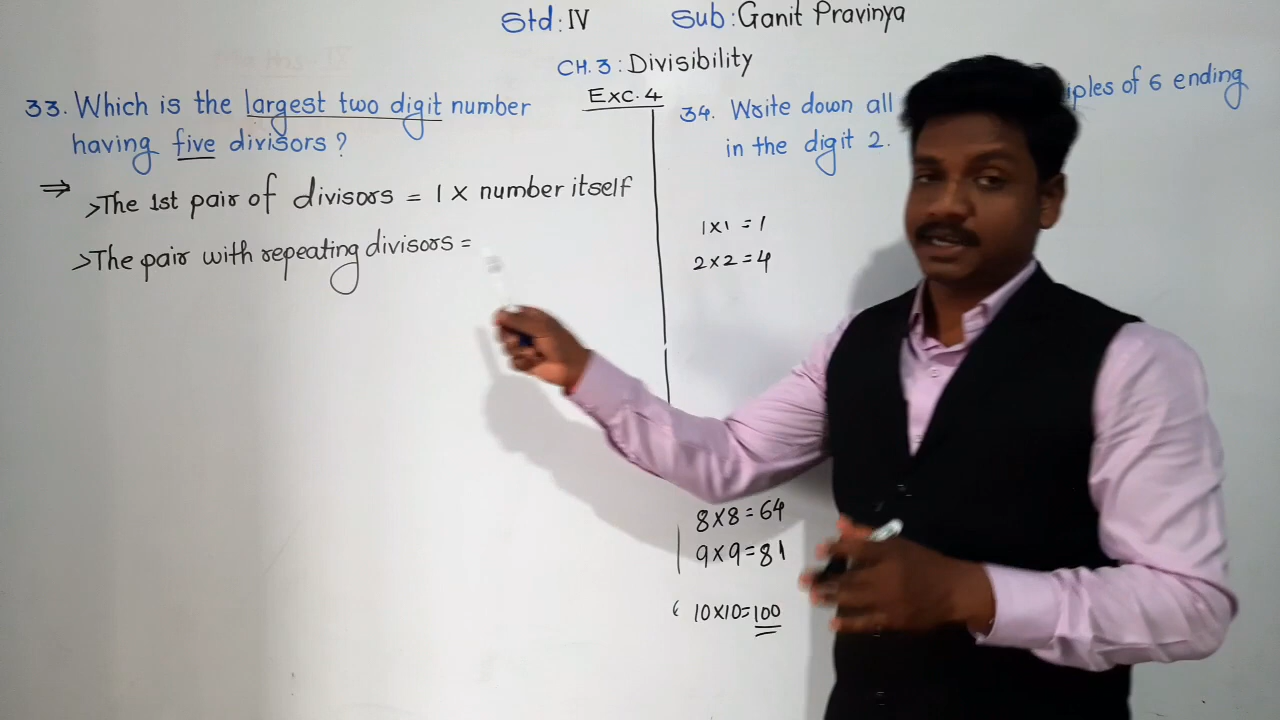 Std: IV Sub: Ganit Pravinya
CH. 3: Divisibility
Exc. 4
33. Which is the largest two digit number
having five divisors?
⇒ >The 1st pair of divisors = 1 × number itself
>The pair with repeating divisors =
34. Write down all of 6 ending
in the digit 2.
1×1 = 1
2×2 = 4
8×8=64
9×9=81
10×10=100